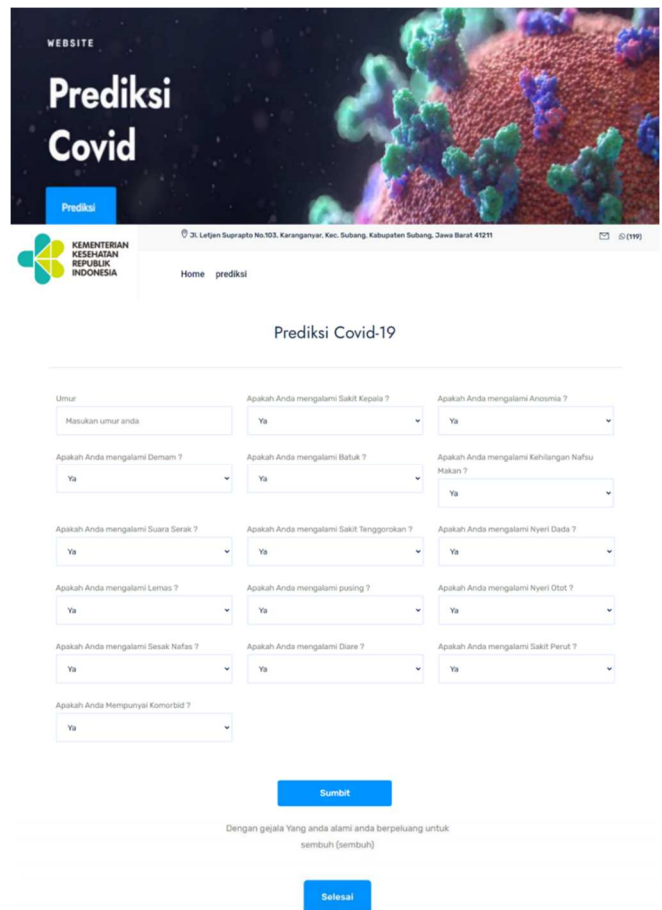 WEBSITE
Prediksi
Covid
Prediksi
KEMENTERIAN
KESEHATAN
REPUBLIK
INDONESIA
Jl. Letjen Suprapto No.103. Karanganyar. Kec. Subang. Kabupaten Subang, Jawa Barat 41211
(119)
Home prediksi
Prediksi Covid-19
Umur
Masukan umur anda
Apakah Anda mengalami Sakit Kepala ?
Ya
Apakah Anda mengalami Anosmia ?
Ya
Apakah Anda mengalami Demam ?
Ya
Apakah Anda mengalami Batuk ?
Ya
Apakah Anda mengalami Kehilangan Nafsu
Makan ?
Ya
Apakah Anda mengalami Suara Serak ?
Ya
Apakah Anda mengalami Sakit Tenggorokan ?
Ya
Apakah Anda mengalami Nyeri Dada ?
Ya
Apakah Anda mengalami Lemas ?
Ya
Apakah Anda mengalami pusing ?
Ya
Apakah Anda mengalami Nyeri Otot ?
Ya
Apakah Anda mengalami Sesak Nafas ?
Ya
Apakah Anda mengalami Diare ?
Ya
Apakah Anda mengalami Sakit Perut ?
Ya
Apakah Anda Mempunyai Komorbid ?
Ya
Sumbit
Dengan gejala Yang anda alami anda berpeluang untuk
sembuh (sembuh)
Selesai